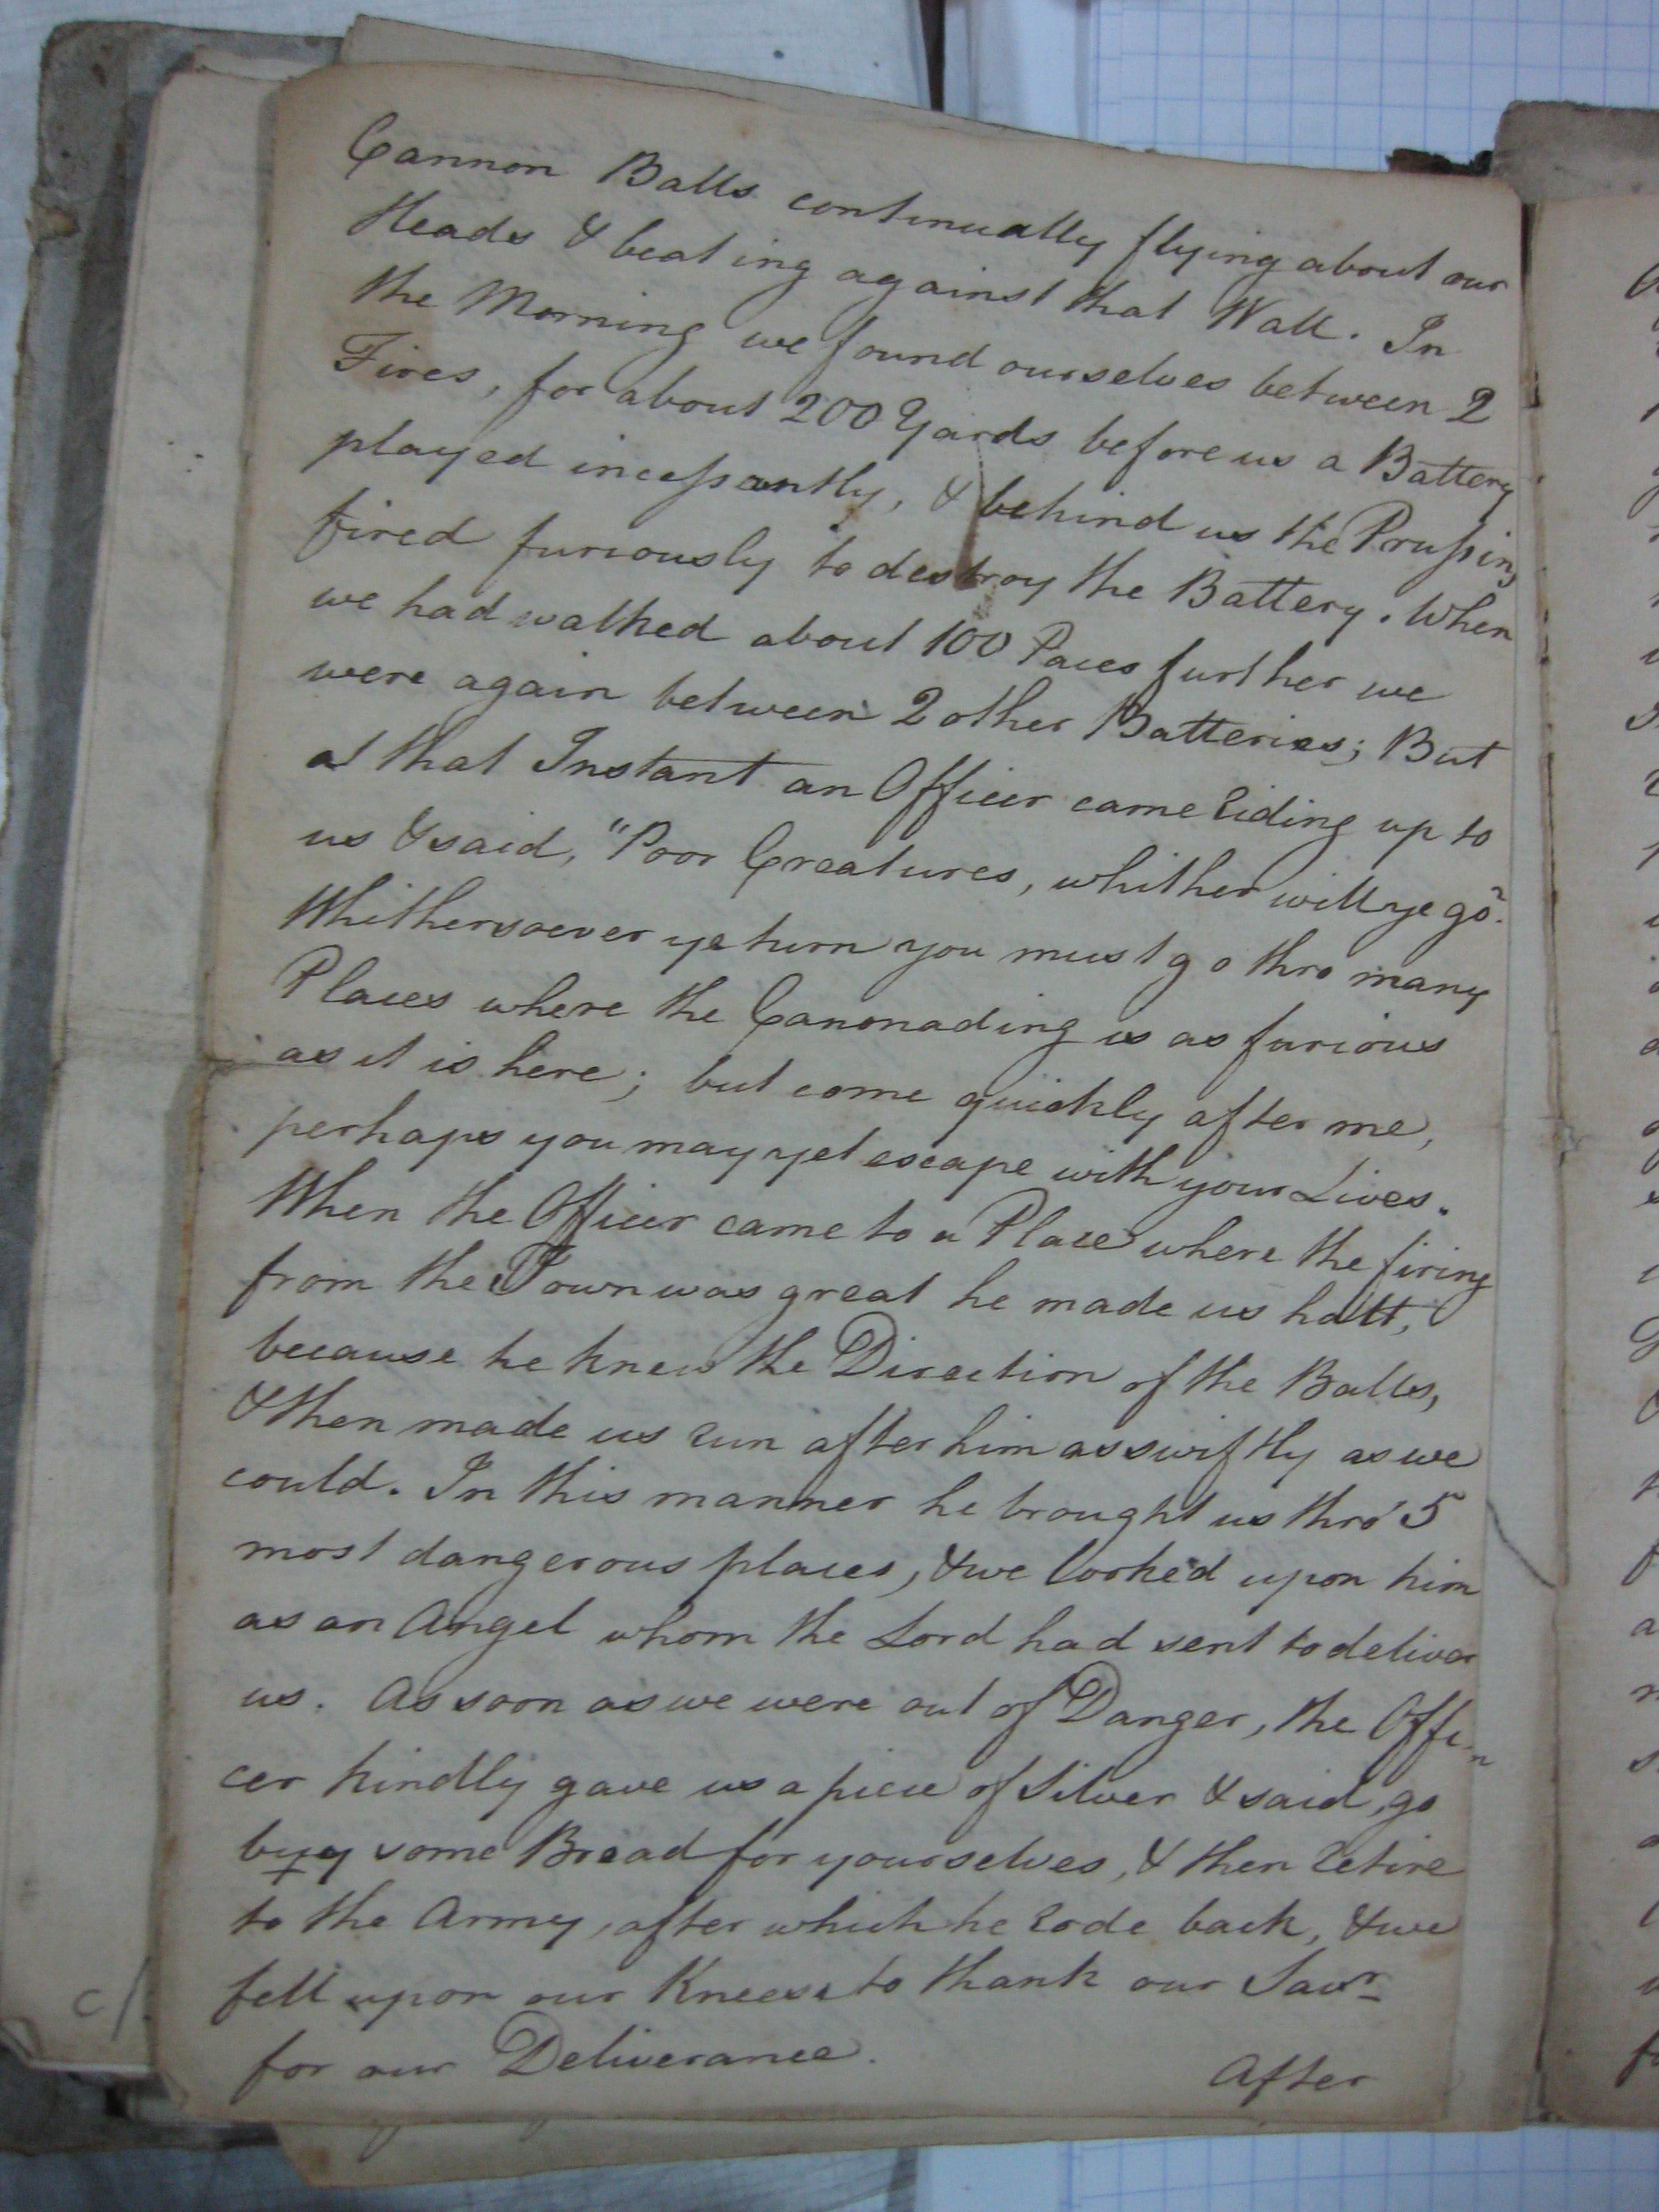 Cannon Balls continually flying about our
Heads & beating against that Wall. In
the Morning we found ourselves between 2
Fires, for about 200 Yards before us a Battery
played incessantly, & behind us the Prussins
fired furiously to destroy the Battery. When
we had walked about 100 Paces further we
were again between 2 other Batteries; But
at that Instant an Officer came riding up to
us & said, "Poor Creatures, whither will ye go?
Whithersoever ye turn you must go thro many
Places where the Canonading is as furious
as it is here; but come quickly after me,
perhaps you may yet escape with your Lives.
When the Officer came to a Place where the firing
from the Town was great he made us halt,
because he knew the Direction of the Balls,
& then made us run after him as swiftly as we
could. In this manner he brought us thro' 5
most dangerous places, & we looked upon him
as an Angel whom the Lord had sent to deliver
us. As soon as we were out of Danger, the Offi-
cer kindly gave us a piece of Silver & said, go
buy some Bread for yourselves, & then retire
to the Army, after which he rode back, & we
fell upon our Knees to thank our Savr
for our Deliverance.
After
c/